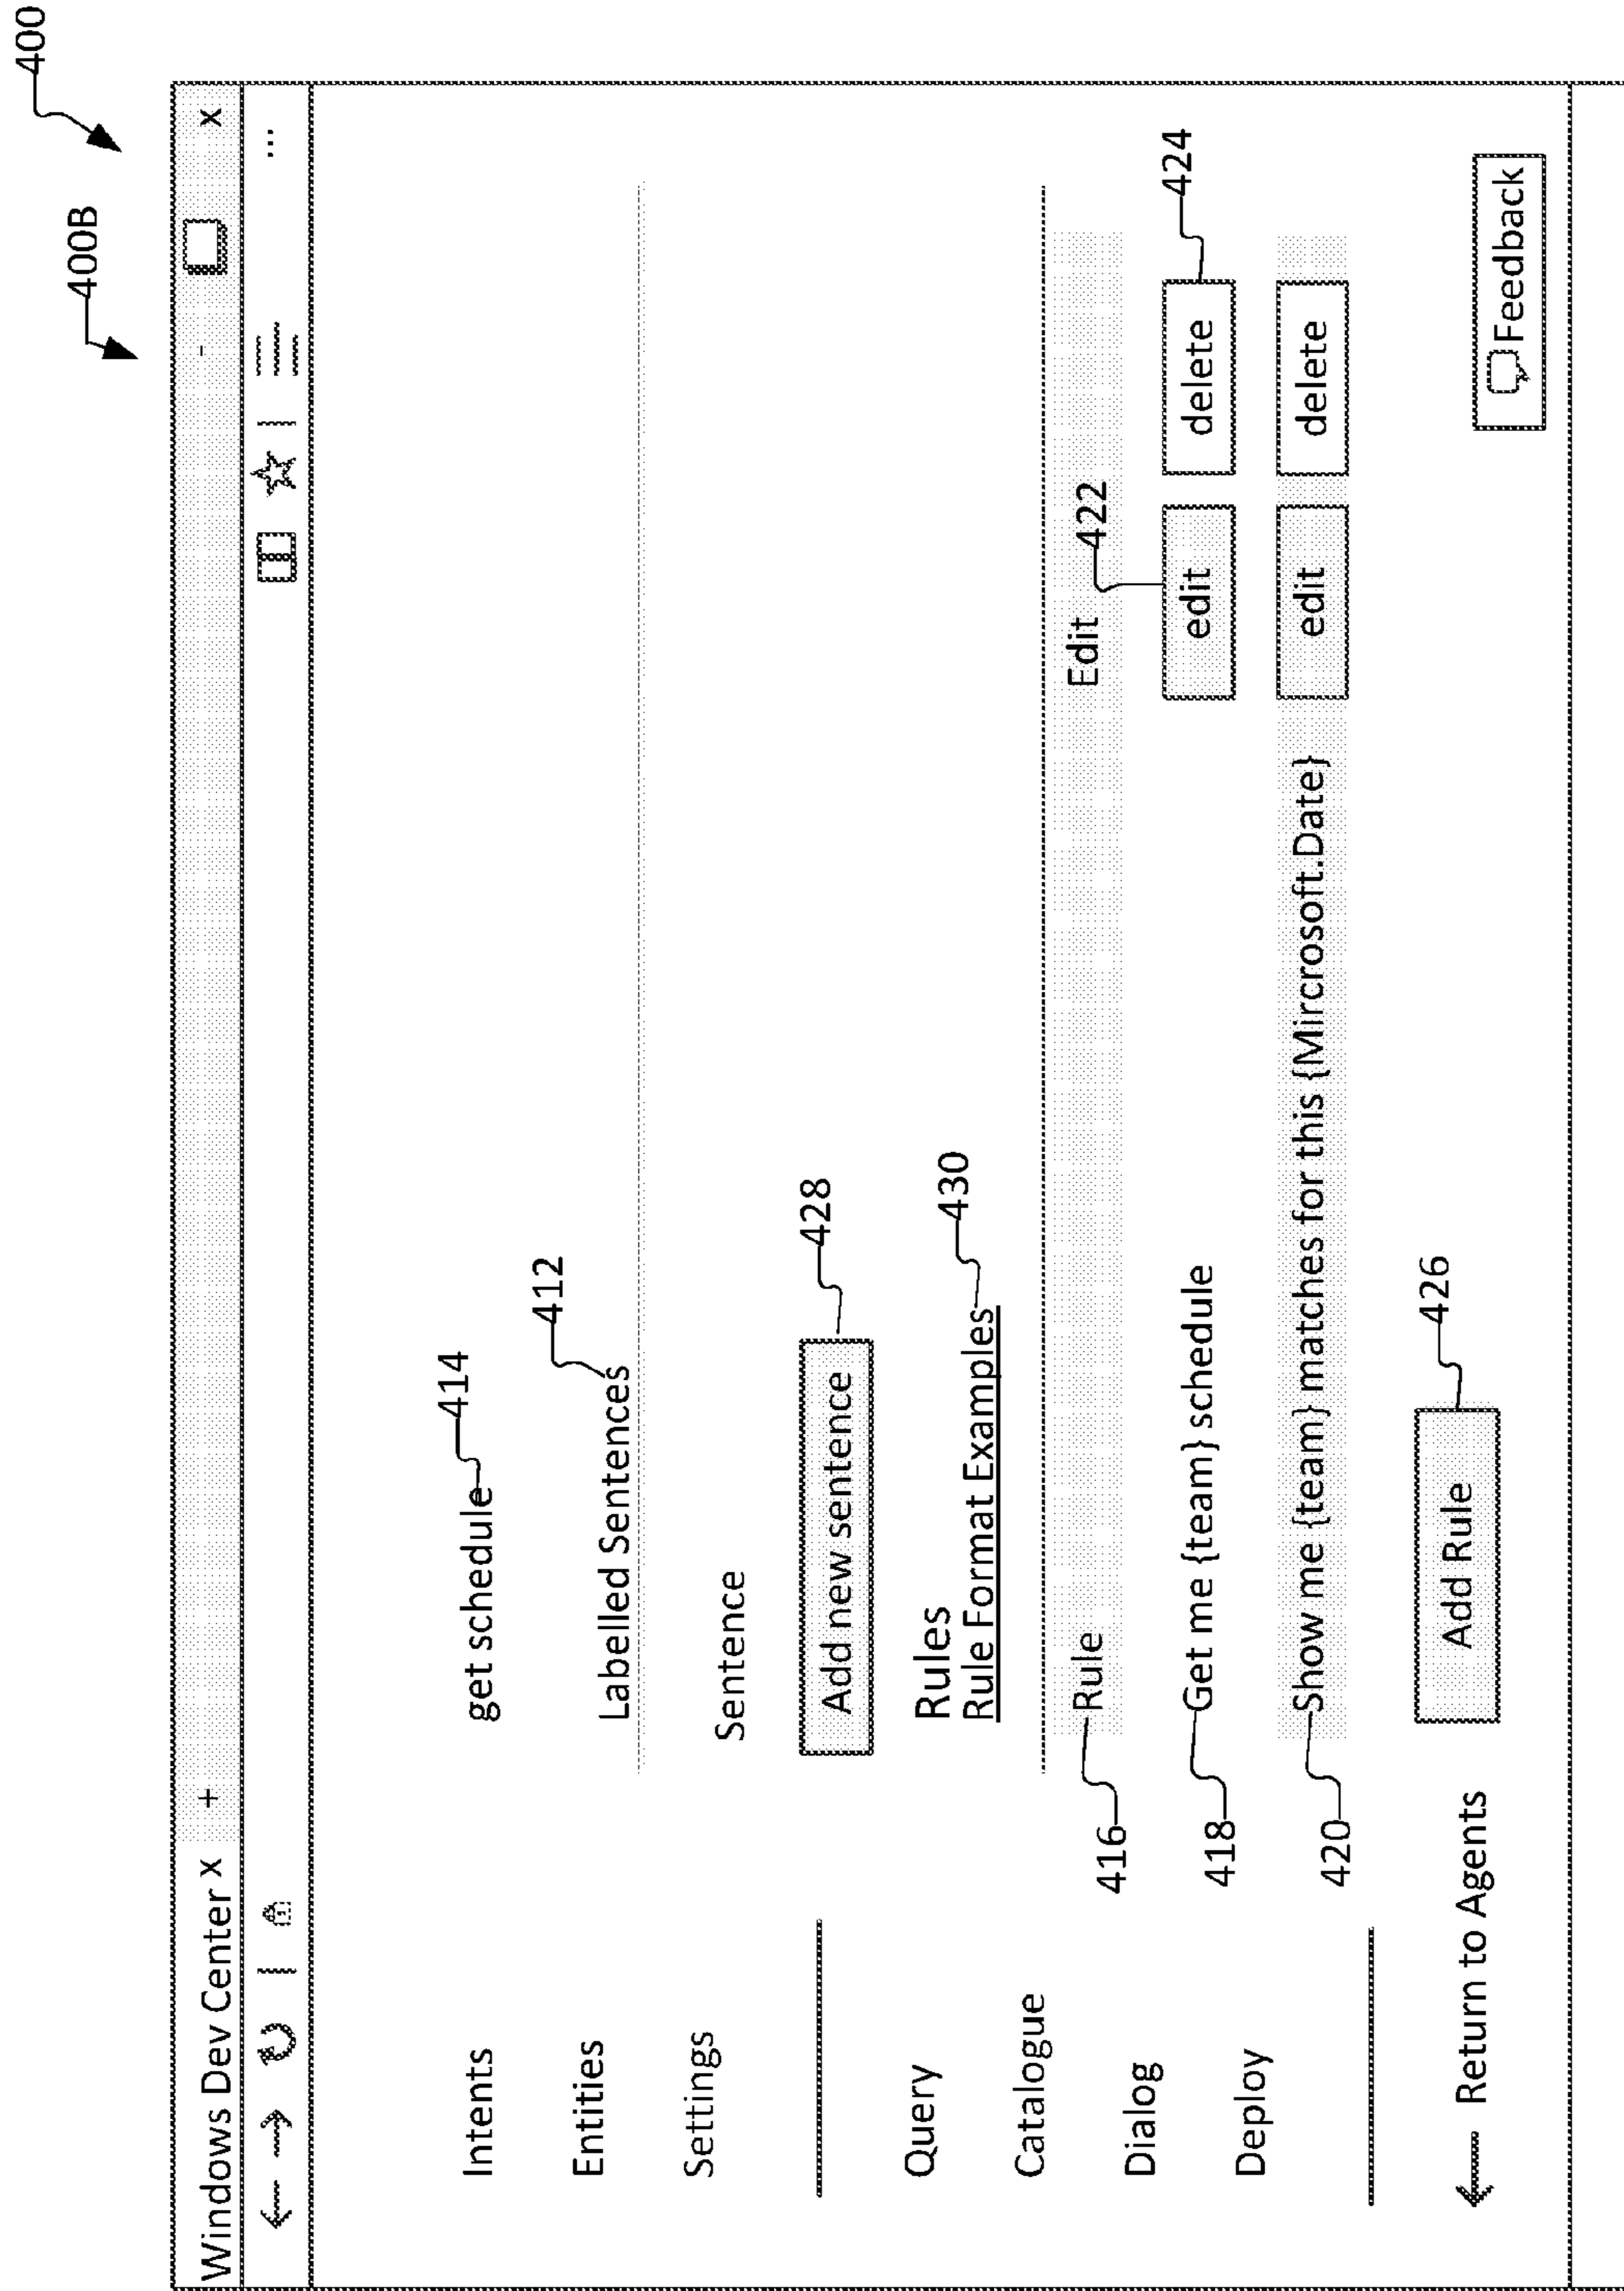 400
400B
Windows Dev Center x + - x
...
Intents
Entities
Settings
Query
Catalogue
Dialog
Deploy
Return to Agents
get schedule 414
Labelled Sentences 412
Sentence
Add new sentence 428
Rules
Rule Format Examples 430
416 Rule Edit 422
418 Get me {team} schedule edit delete 424
420 Show me {team} matches for this {Mircrosoft.Date} edit delete
Add Rule 426
Feedback